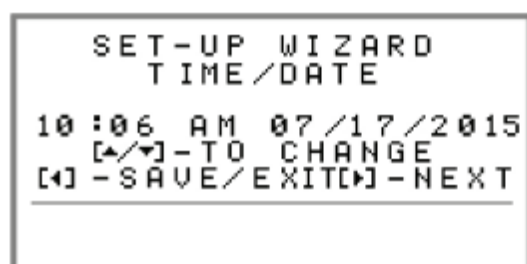 SET-UP WIZARD
TIME/DATE
10:06 AM 07/17/2015
[▲/▼]-TO CHANGE
[◀]-SAVE/EXIT[▶]-NEXT